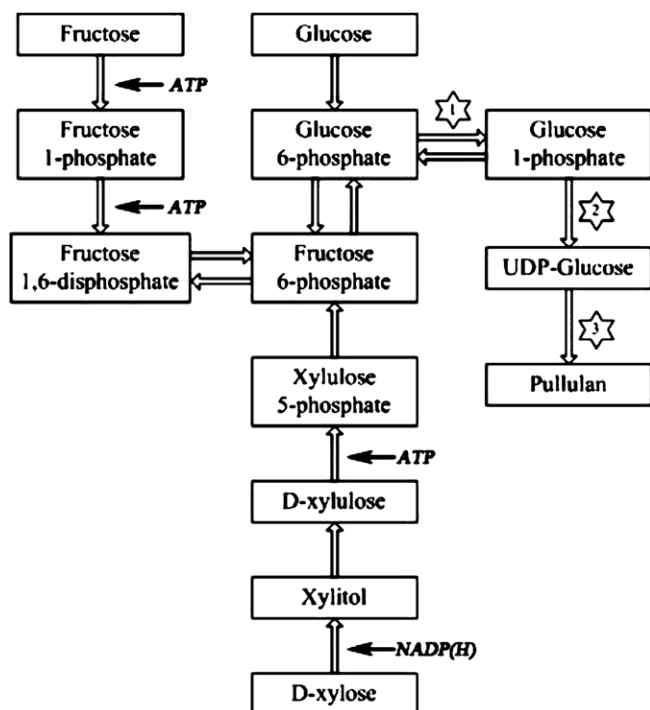 Fructose
Glucose
ATP
Fructose
1-phosphate
Glucose
6-phosphate
1
Glucose
1-phosphate
ATP
2
Fructose
1,6-disphosphate
Fructose
6-phosphate
UDP-Glucose
3
Xylulose
5-phosphate
Pullulan
ATP
D-xylulose
Xylitol
NADP(H)
D-xylose